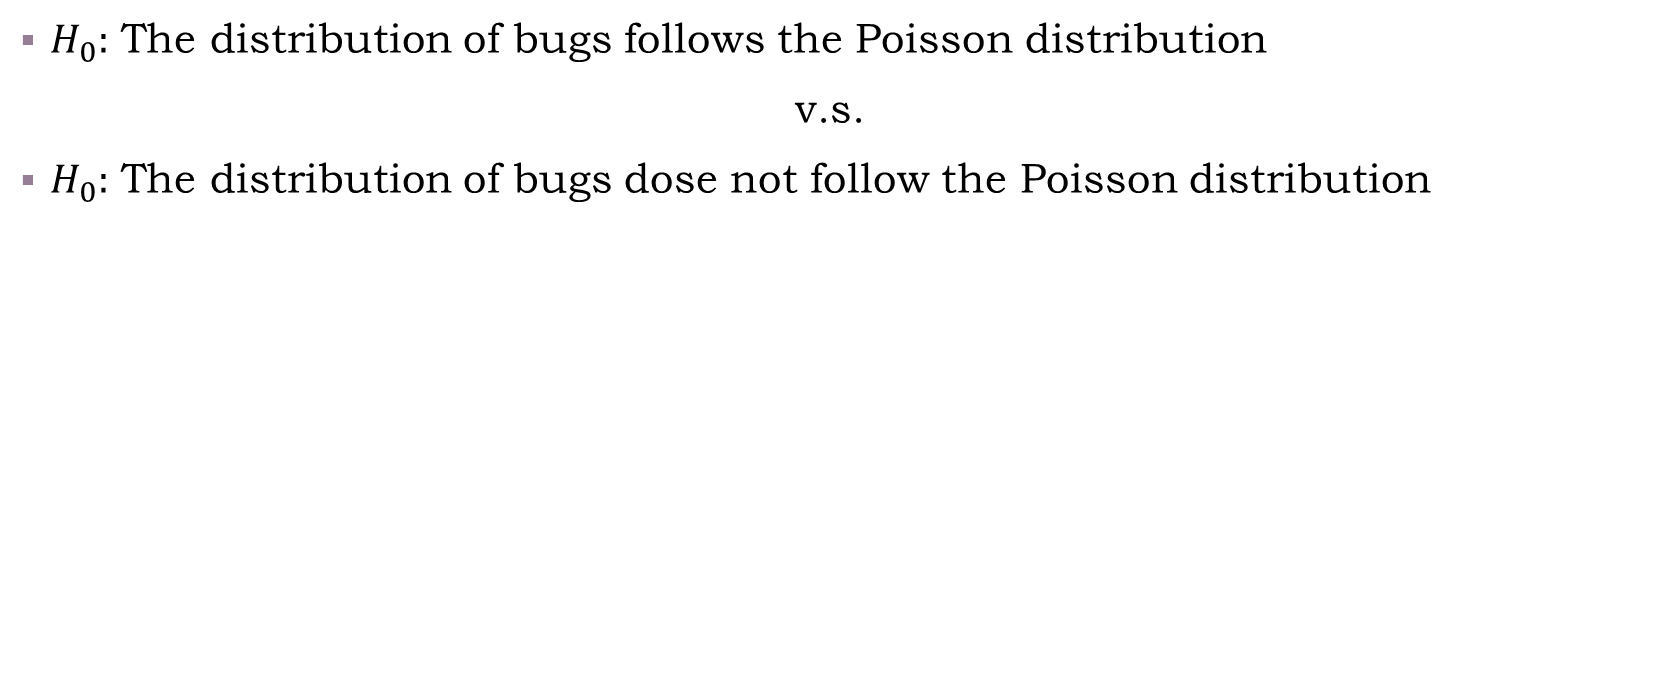 ▪ H₀: The distribution of bugs follows the Poisson distribution
v.s.
▪ H₀: The distribution of bugs dose not follow the Poisson distribution